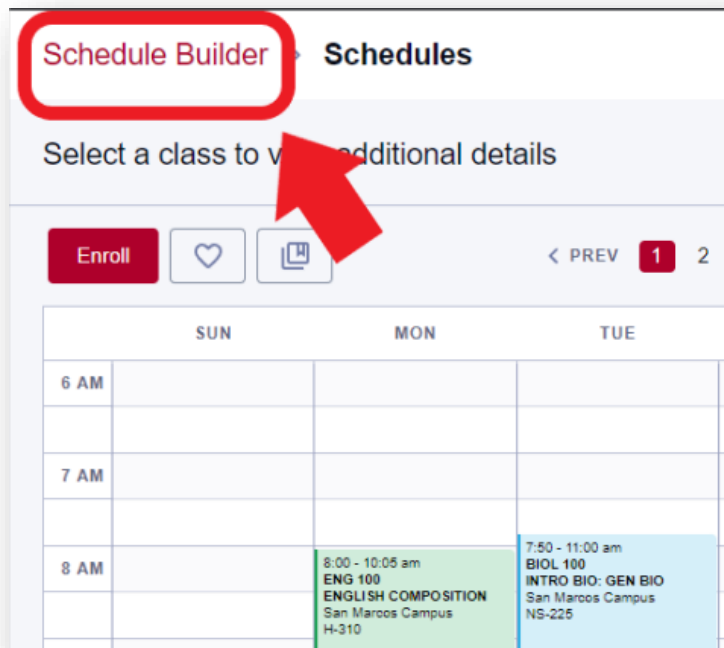 Schedule Builder > Schedules
Select a class to additional details
Enroll < PREV 1 2
SUN MON TUE
6 AM
7 AM
8 AM
8:00 - 10:05 am
ENG 100
ENGLISH COMPOSITION
San Marcos Campus
H-310
7:50 - 11:00 am
BIOL 100
INTRO BIO: GEN BIO
San Marcos Campus
NS-225